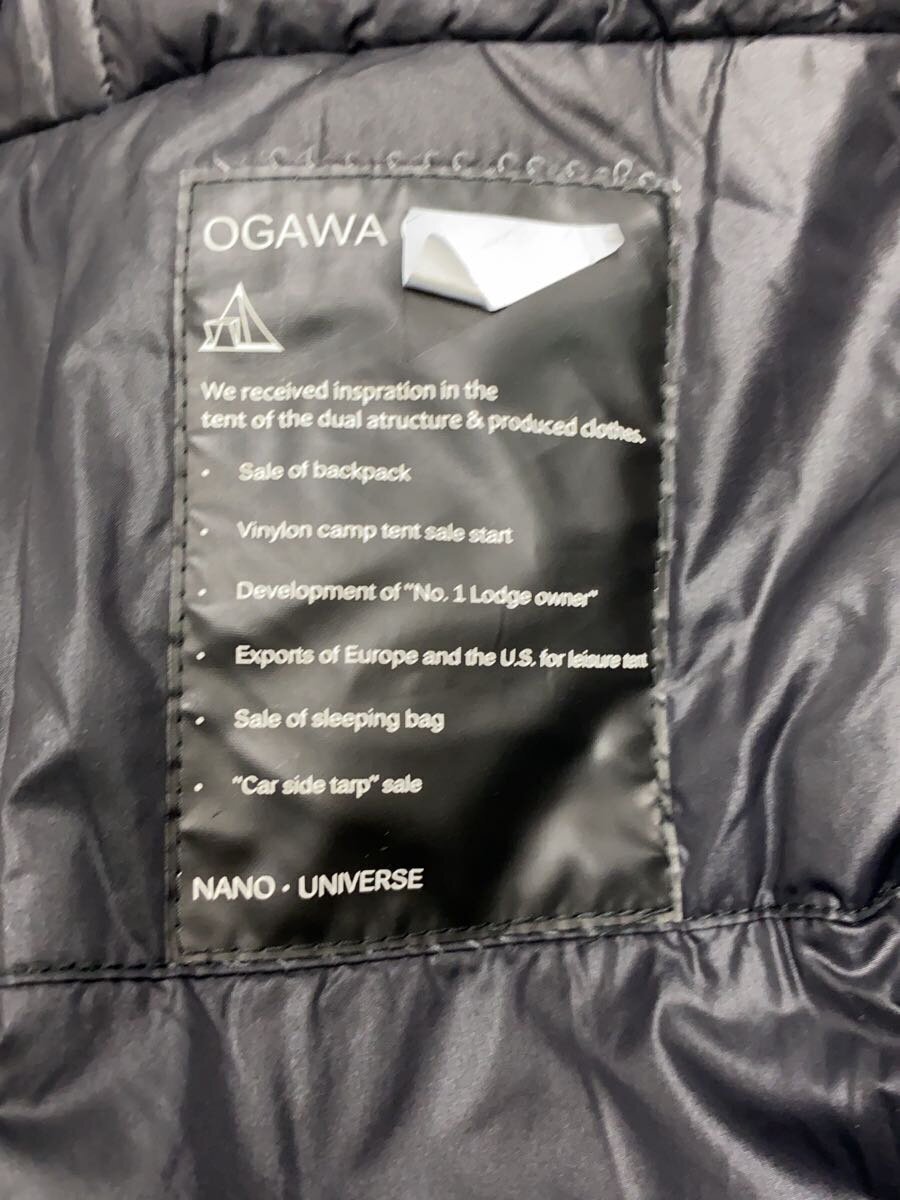 OGAWA
We received inspration in the
tent of the dual atructure & produced clothes.
• Sale of backpack
• Vinylon camp tent sale start
• Development of "No. 1 Lodge owner"
• Exports of Europe and the U.S. for leisure tent
• Sale of sleeping bag
• "Car side tarp" sale
NANO • UNIVERSE